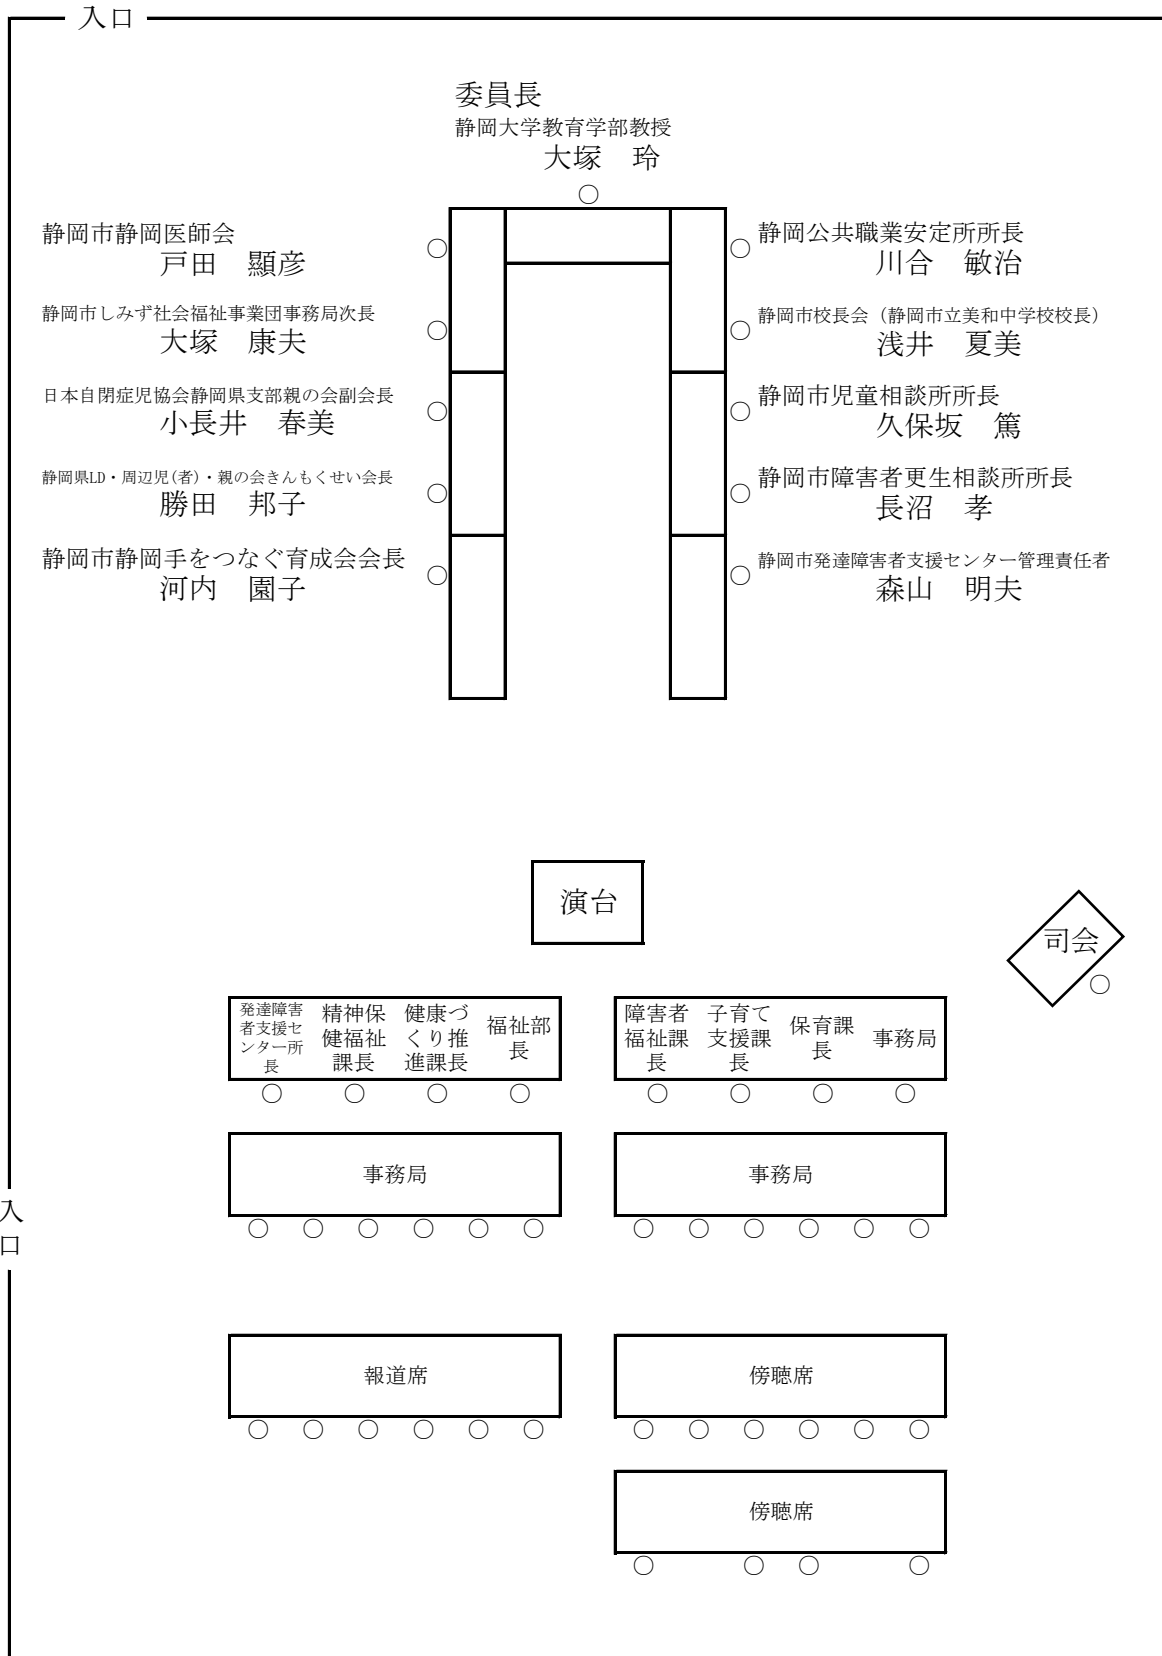 入口
委員長
静岡大学教育学部教授
大塚　玲
静岡市静岡医師会
戸田　顯彦
静岡市しみず社会福祉事業団事務局次長
大塚　康夫
日本自閉症児協会静岡県支部親の会副会長
小長井　春美
静岡県LD・周辺児(者)・親の会きんもくせい会長
勝田　邦子
静岡市静岡手をつなぐ育成会会長
河内　園子
静岡公共職業安定所所長
川合　敏治
静岡市校長会（静岡市立美和中学校校長）
浅井　夏美
静岡市児童相談所所長
久保坂　篤
静岡市障害者更生相談所所長
長沼　孝
静岡市発達障害者支援センター管理責任者
森山　明夫
演台
司会
発達障害
者支援セ
ンター所
長
精神保
健福祉
課長
健康づ
くり推
進課長
福祉部
長
障害者
福祉課
長
子育て
支援課
長
保育課
長
事務局
事務局
事務局
入
口
報道席
傍聴席
傍聴席